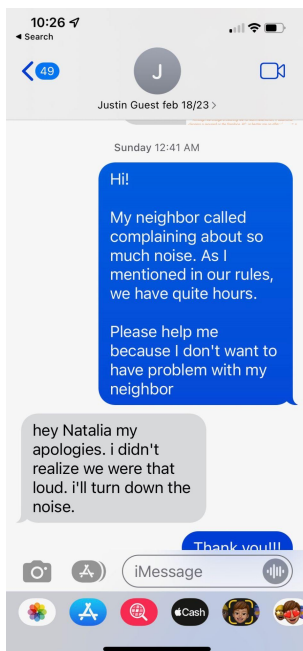 10:26
◀ Search
49
J
Justin Guest feb 18/23 >
Sunday 12:41 AM
Hi!
My neighbor called
complaining about so
much noise. As I
mentioned in our rules,
we have quite hours.
Please help me
because I don't want to
have problem with my
neighbor
hey Natalia my
apologies. i didn't
realize we were that
loud. i'll turn down the
noise.
Thank you!!!
iMessage
Cash